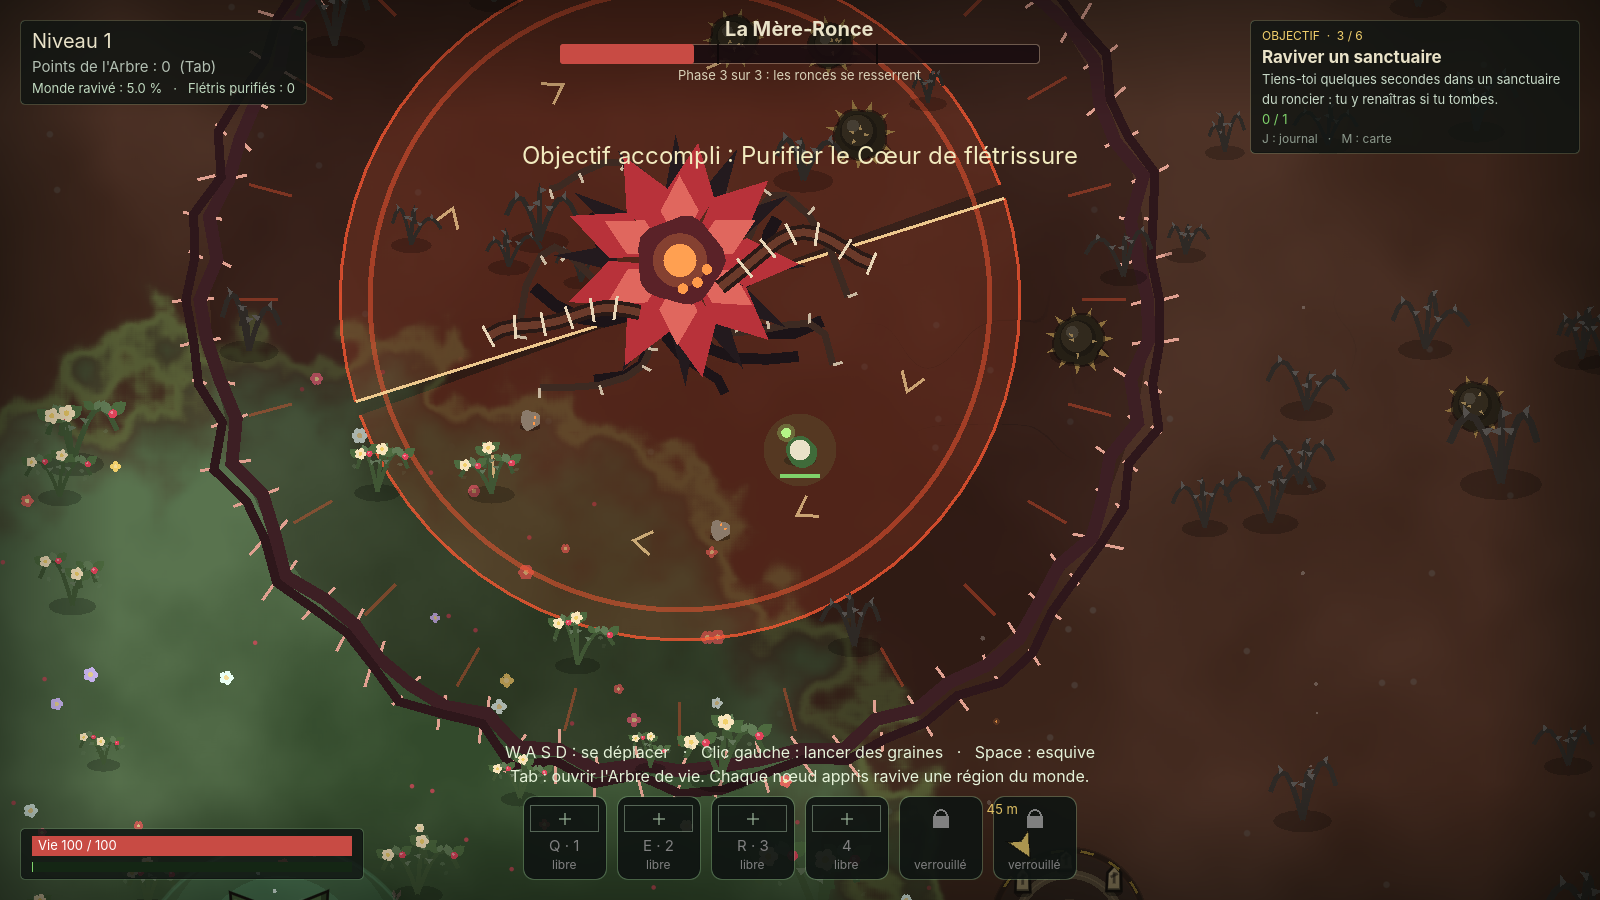 Niveau 1
Points de l'Arbre : 0  (Tab)
Monde ravivé : 5.0 %  ·  Flétris purifiés : 0
La Mère-Ronce
Phase 3 sur 3 : les ronces se resserrent
OBJECTIF · 3 / 6
Raviver un sanctuaire
Tiens-toi quelques secondes dans un sanctuaire
du roncier : tu y renaîtras si tu tombes.
0 / 1
J : journal  ·  M : carte
Objectif accompli : Purifier le Cœur de flétrissure
W A S D : se déplacer  ·  Clic gauche : lancer des graines  ·  Space : esquive
Tab : ouvrir l'Arbre de vie. Chaque nœud appris ravive une région du monde.
45 m
Q · 1
libre
E · 2
libre
R · 3
libre
4
libre
verrouillé
verrouillé
Vie 100 / 100